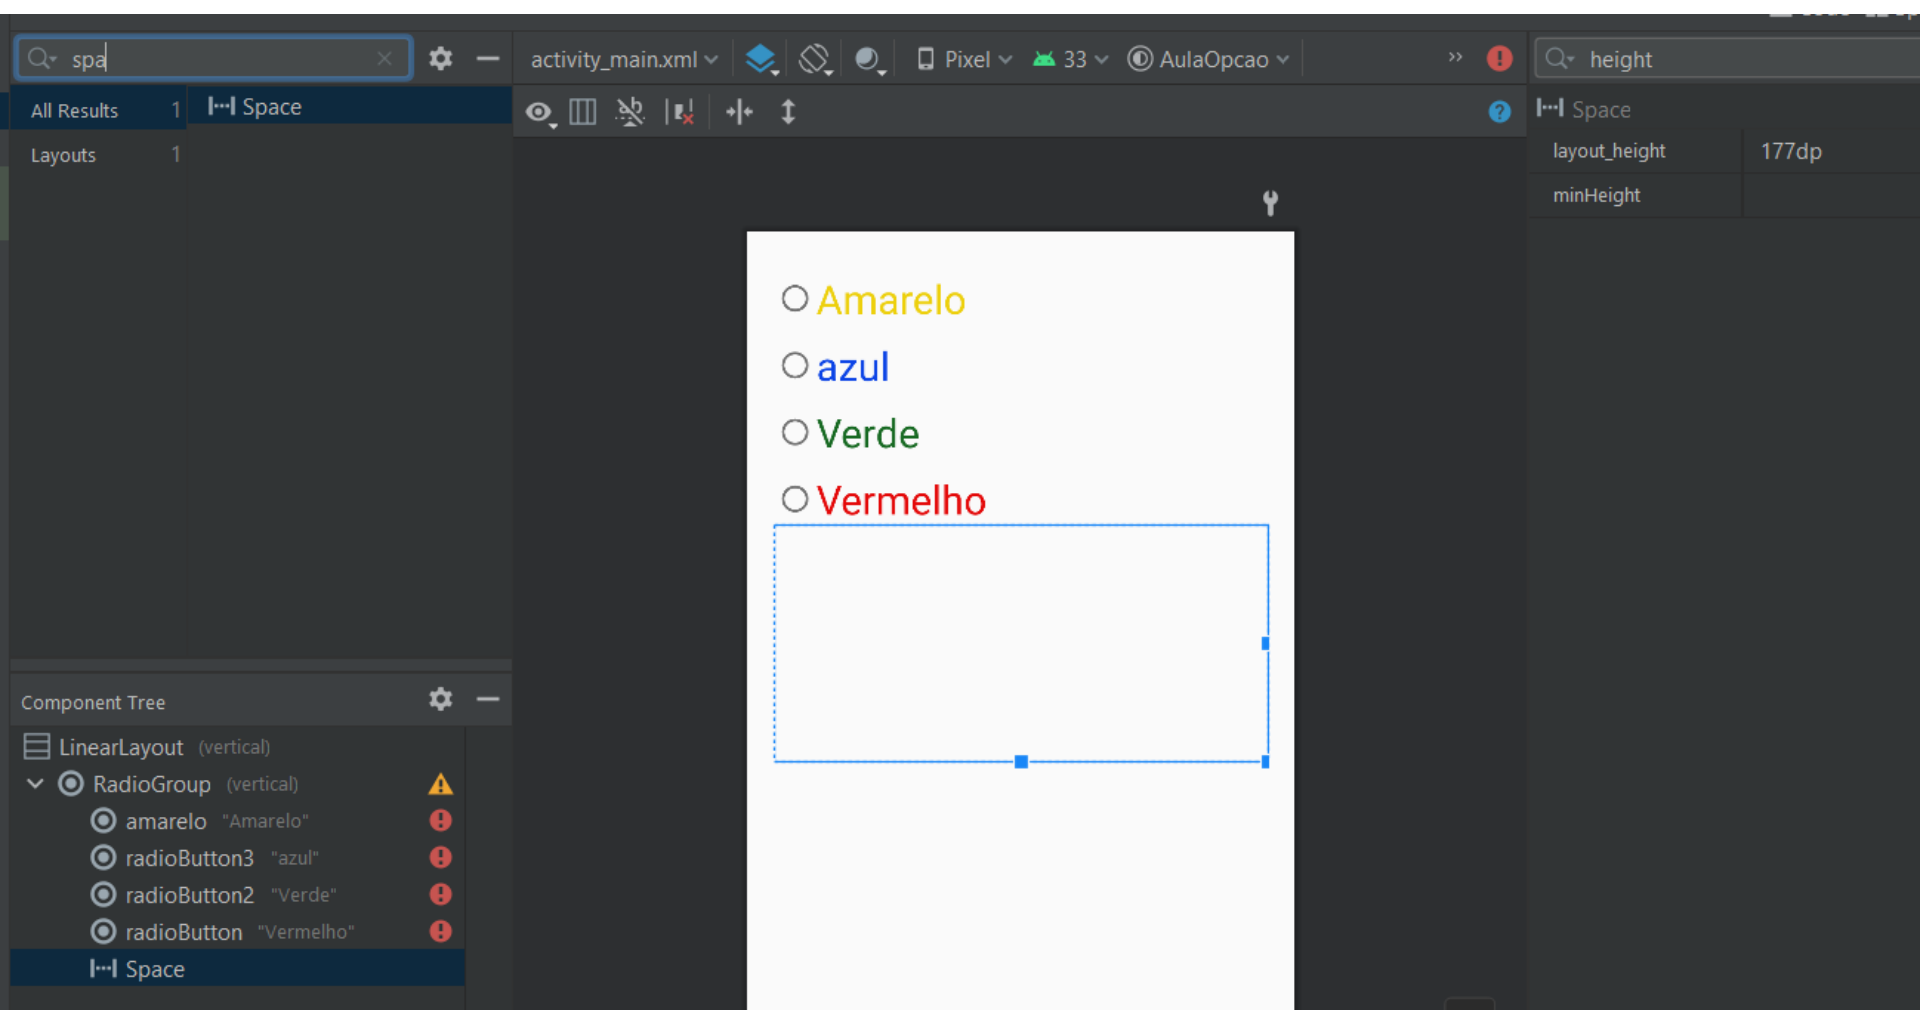 spa
activity_main.xml
Pixel
33
AulaOpcao
height
All Results 1
Space
Layouts 1
Space
layout_height 177dp
minHeight
Amarelo
azul
Verde
Vermelho
Component Tree
LinearLayout (vertical)
RadioGroup (vertical)
amarelo "Amarelo"
radioButton3 "azul"
radioButton2 "Verde"
radioButton "Vermelho"
Space